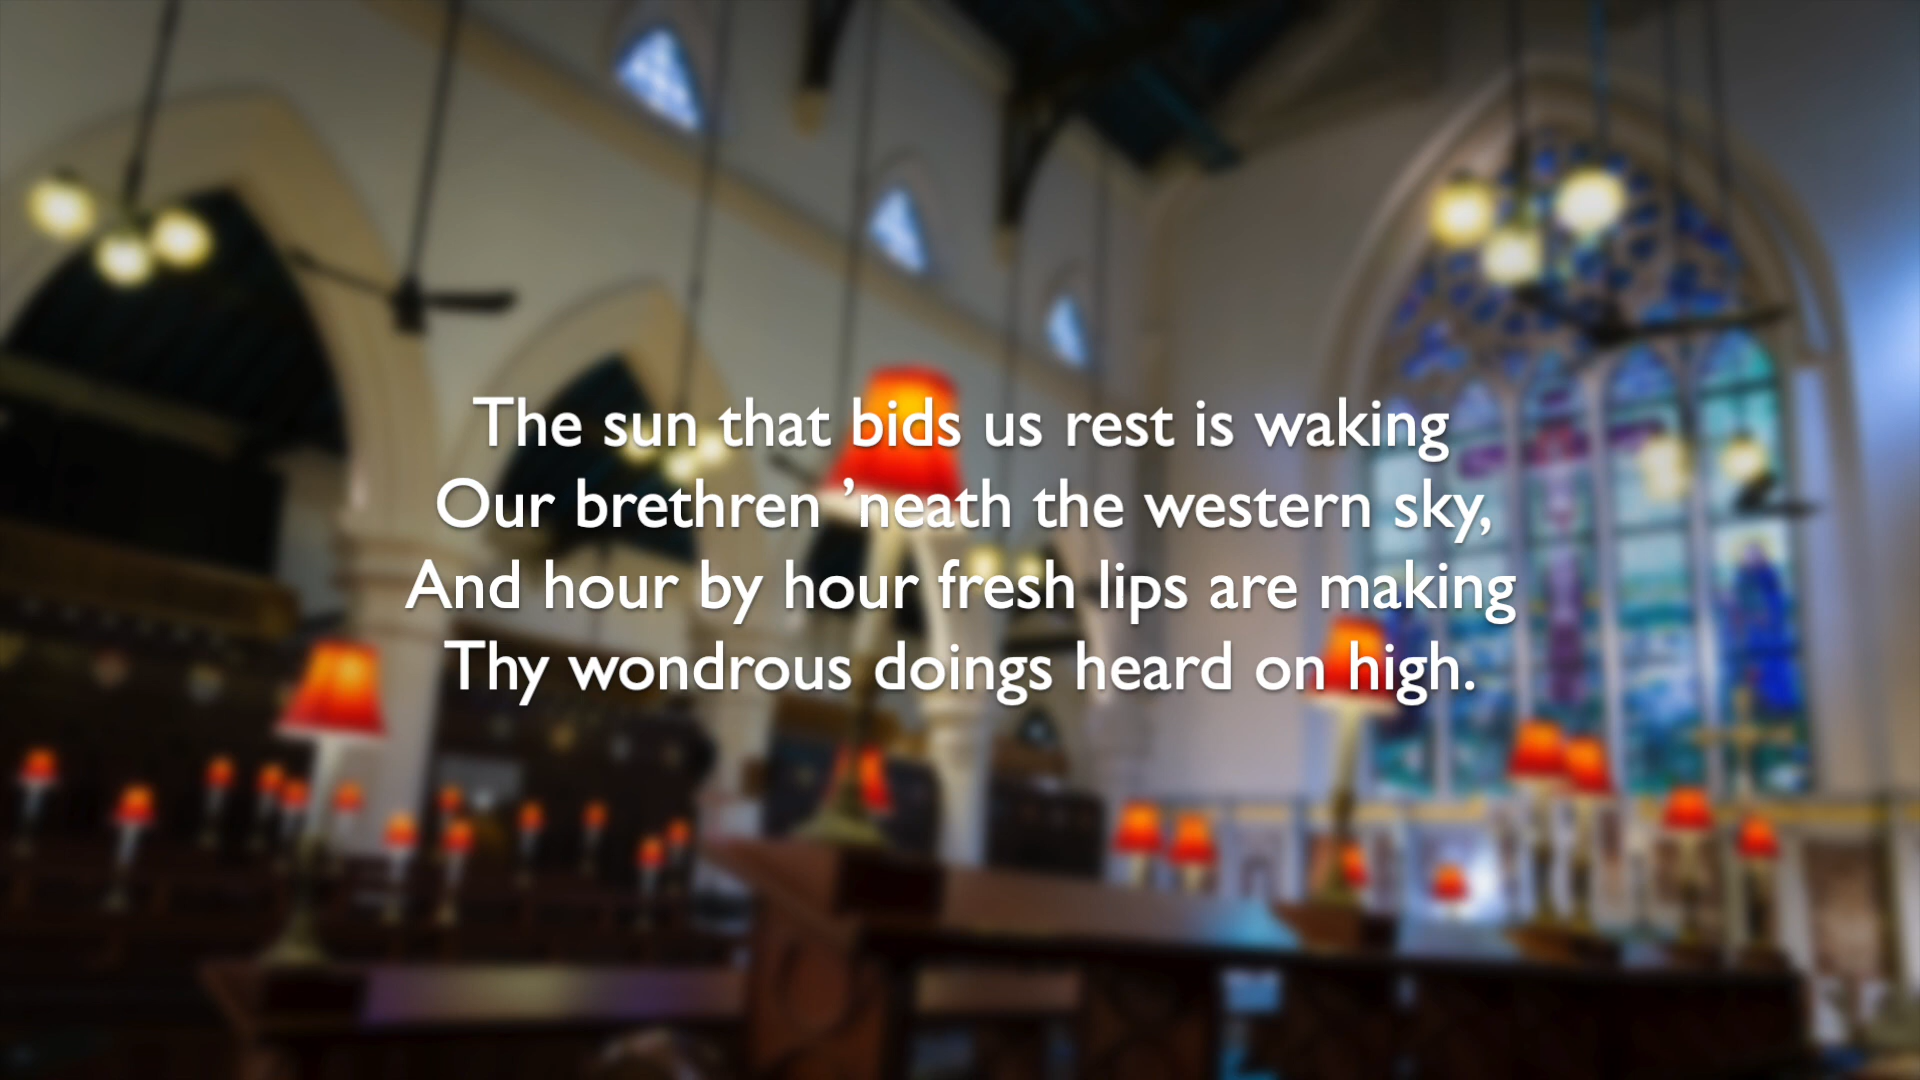 The sun that bids us rest is waking
Our brethren ’neath the western sky,
And hour by hour fresh lips are making
Thy wondrous doings heard on high.